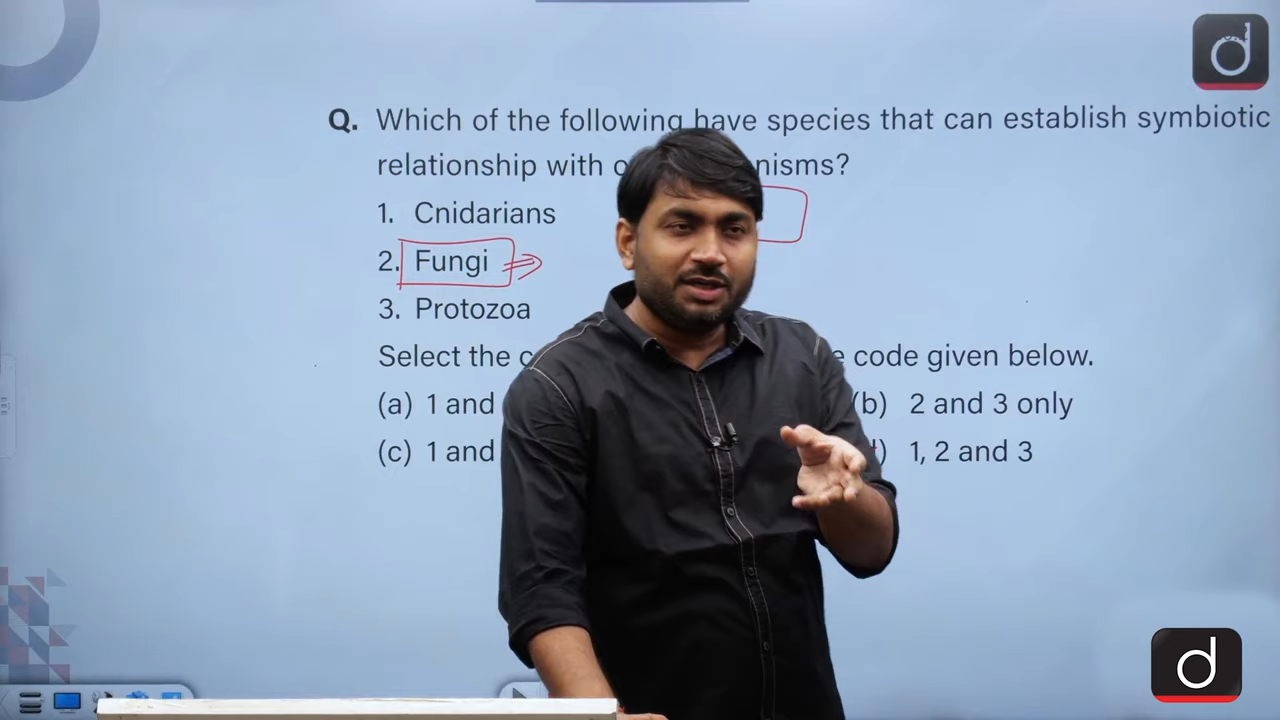 d
Q. Which of the following have species that can establish symbiotic
relationship with
1. Cnidarians
2. Fungi
3. Protozoa
Select the code given below.
(a) 1 and (b) 2 and 3 only
(c) 1 and 1, 2 and 3
d